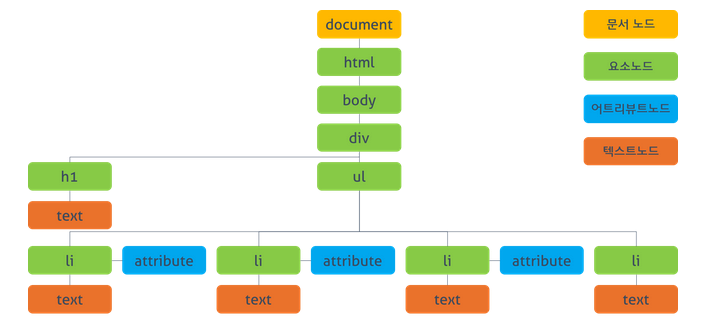 document
문서 노드
html
요소노드
body
어트리뷰트노드
div
텍스트노드
h1
ul
text
li
attribute
li
attribute
li
attribute
li
text
text
text
text